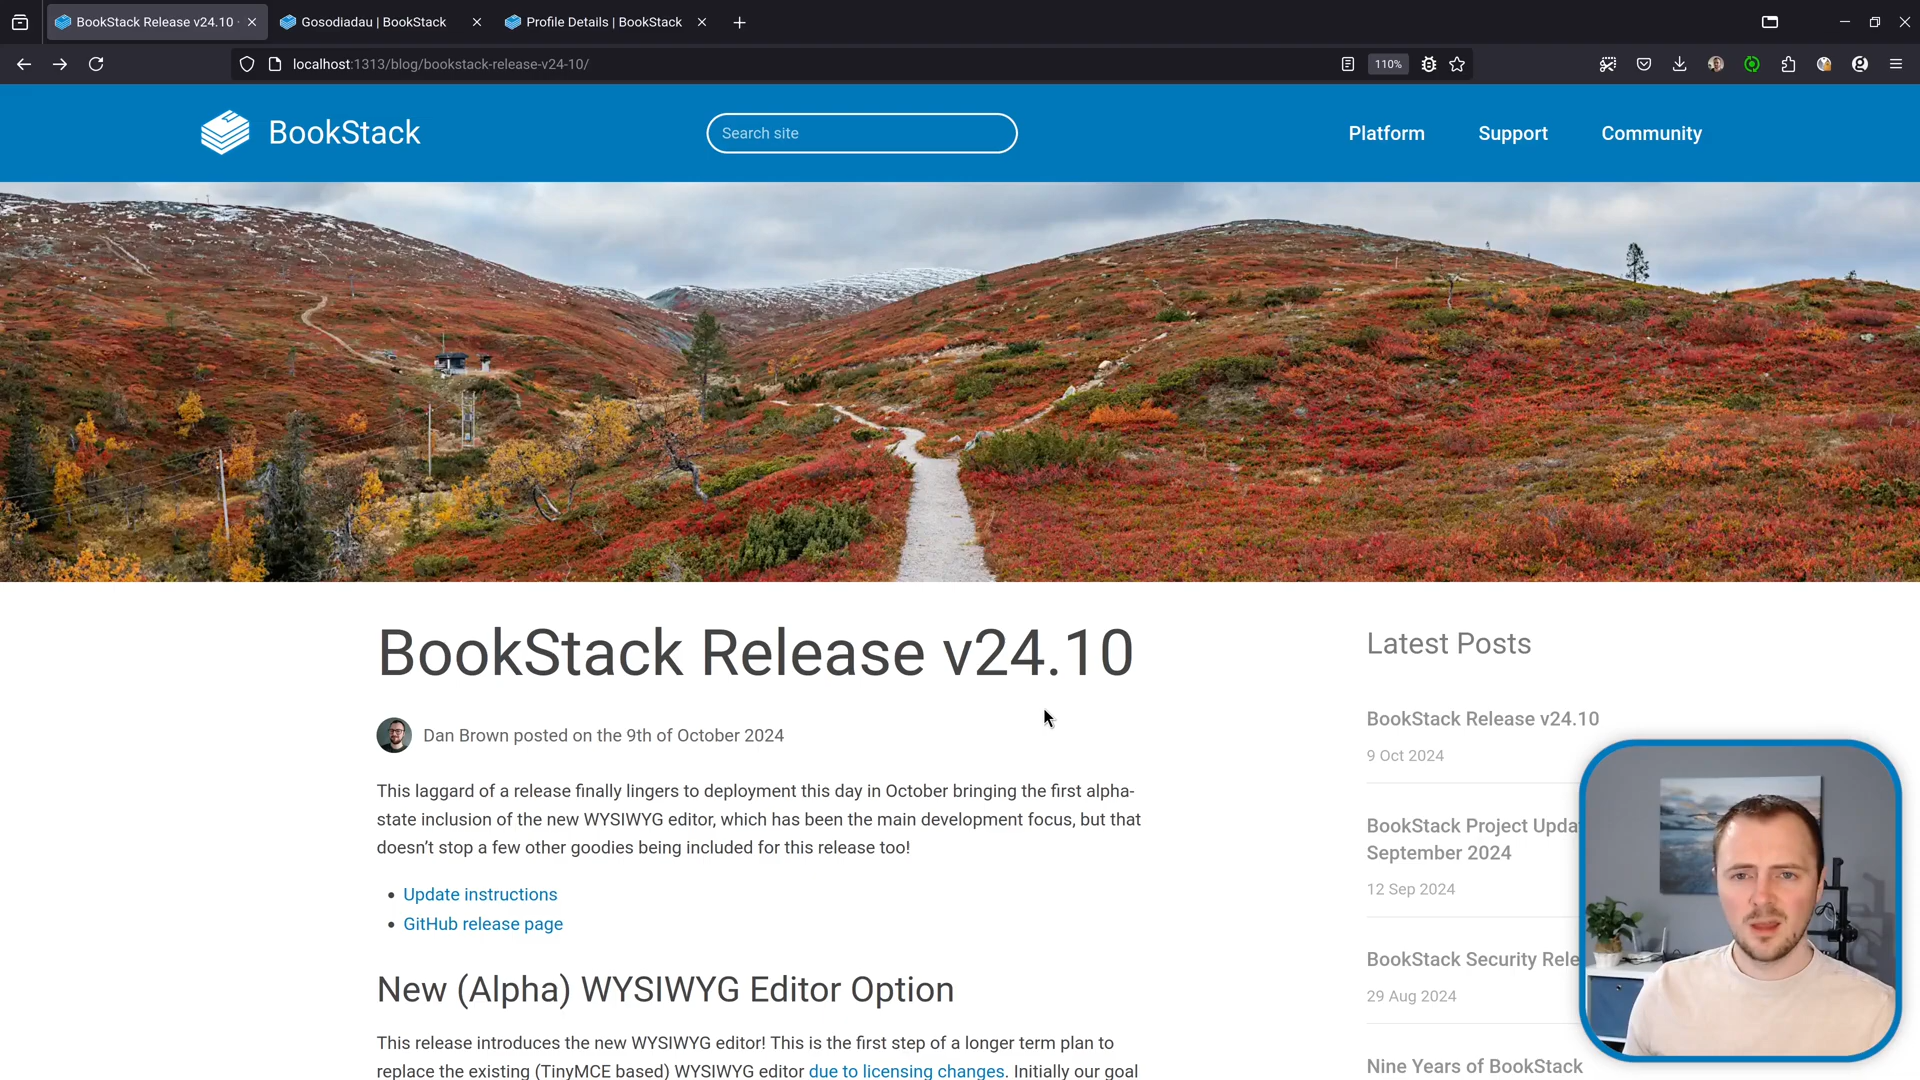 BookStack Release v24.10
Gosodiadau | BookStack
Profile Details | BookStack
localhost:1313/blog/bookstack-release-v24-10/
110%
BookStack
Search site
Platform
Support
Community
BookStack Release v24.10
Dan Brown posted on the 9th of October 2024
This laggard of a release finally lingers to deployment this day in October bringing the first alpha-
state inclusion of the new WYSIWYG editor, which has been the main development focus, but that
doesn't stop a few other goodies being included for this release too!
Update instructions
GitHub release page
New (Alpha) WYSIWYG Editor Option
This release introduces the new WYSIWYG editor! This is the first step of a longer term plan to
replace the existing (TinyMCE based) WYSIWYG editor due to licensing changes. Initially our goal
Latest Posts
BookStack Release v24.10
9 Oct 2024
BookStack Project Upda
September 2024
12 Sep 2024
BookStack Security Rele
29 Aug 2024
Nine Years of BookStack